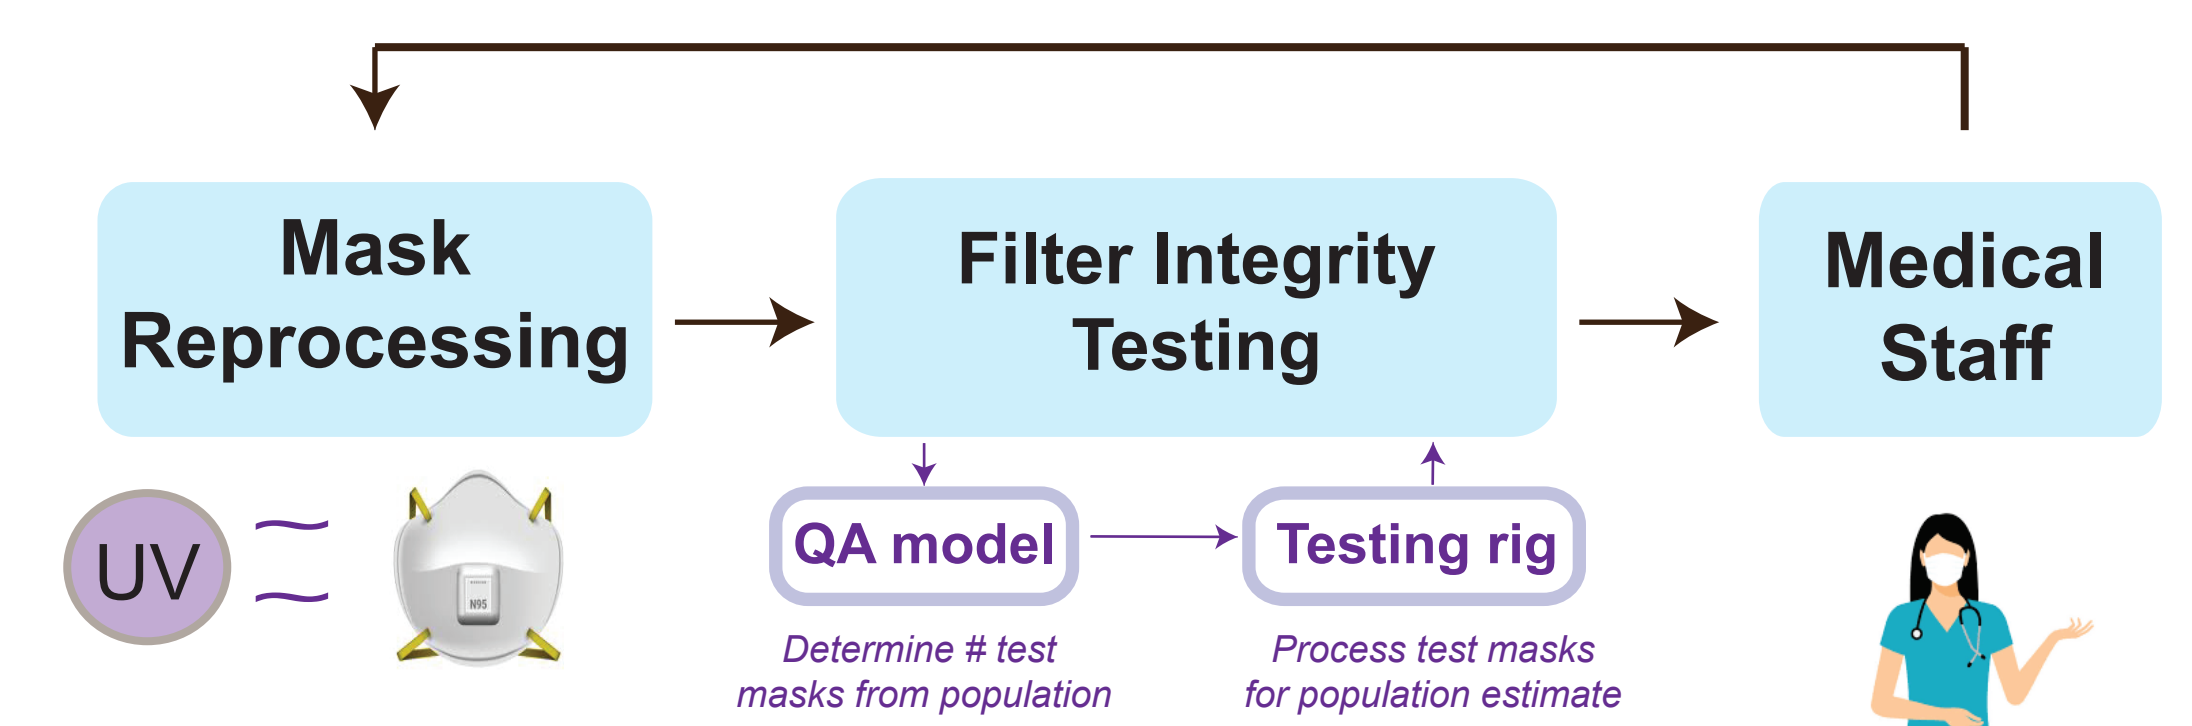 Mask
Reprocessing
Filter Integrity
Testing
Medical
Staff
UV
N95
QA model
Testing rig
Determine # test
masks from population
Process test masks
for population estimate